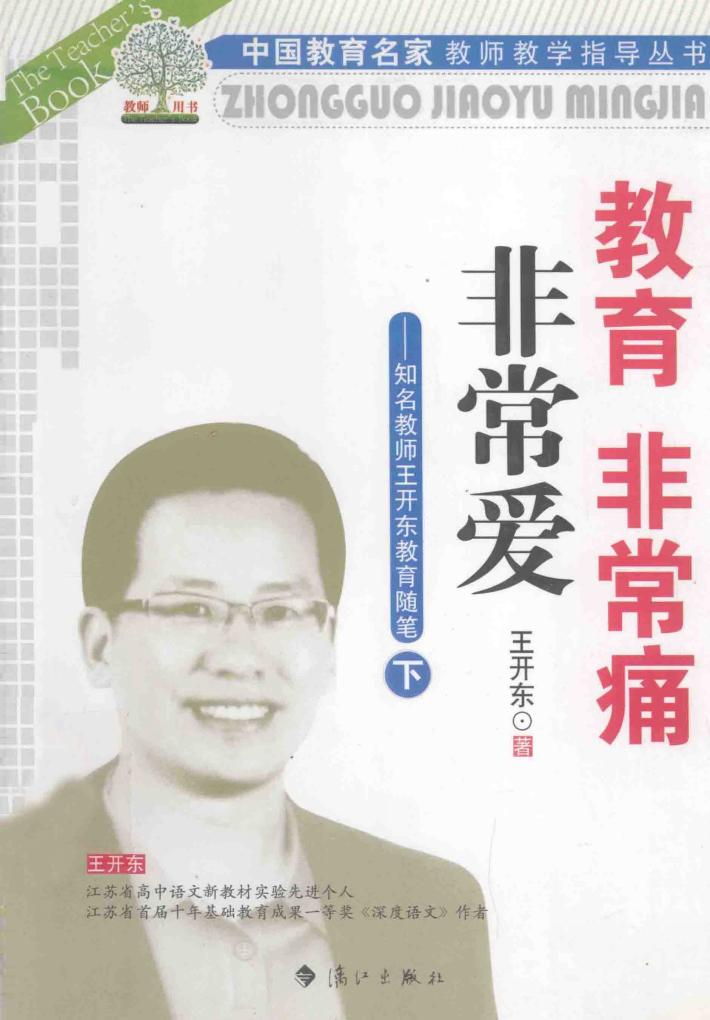 The Teacher's
Book
教师 用书
The Teacher's Book
中国教育名家 教师教学指导丛书
ZHONGGUO JIAOYU MINGJIA
教育 非常痛
非常爱
——知名教师王开东教育随笔 下
王开东⊙著
王开东
江苏省高中语文新教材实验先进个人
江苏省首届十年基础教育成果一等奖《深度语文》作者
漓江出版社